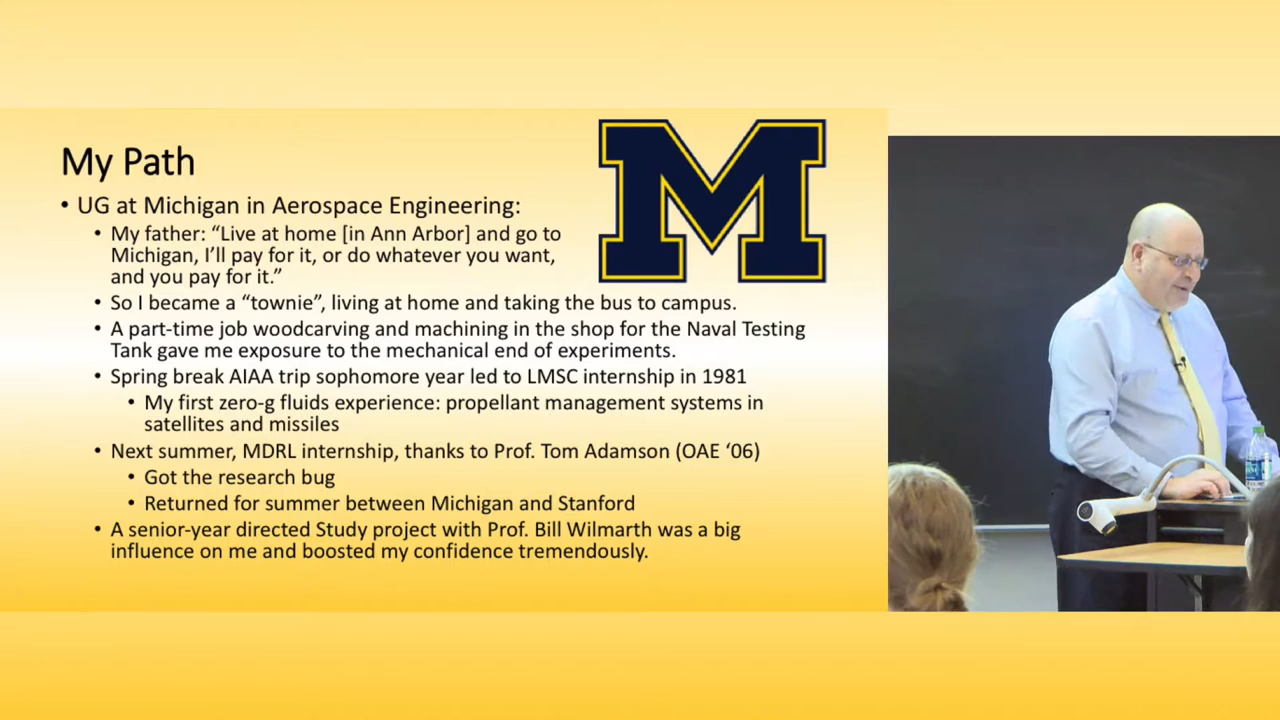 My Path
• UG at Michigan in Aerospace Engineering:
• My father: “Live at home [in Ann Arbor] and go to
Michigan, I’ll pay for it, or do whatever you want,
and you pay for it.”
• So I became a “townie”, living at home and taking the bus to campus.
• A part-time job woodcarving and machining in the shop for the Naval Testing
Tank gave me exposure to the mechanical end of experiments.
• Spring break AIAA trip sophomore year led to LMSC internship in 1981
• My first zero-g fluids experience: propellant management systems in
satellites and missiles
• Next summer, MDRL internship, thanks to Prof. Tom Adamson (OAE ‘06)
• Got the research bug
• Returned for summer between Michigan and Stanford
• A senior-year directed Study project with Prof. Bill Wilmarth was a big
influence on me and boosted my confidence tremendously.
M